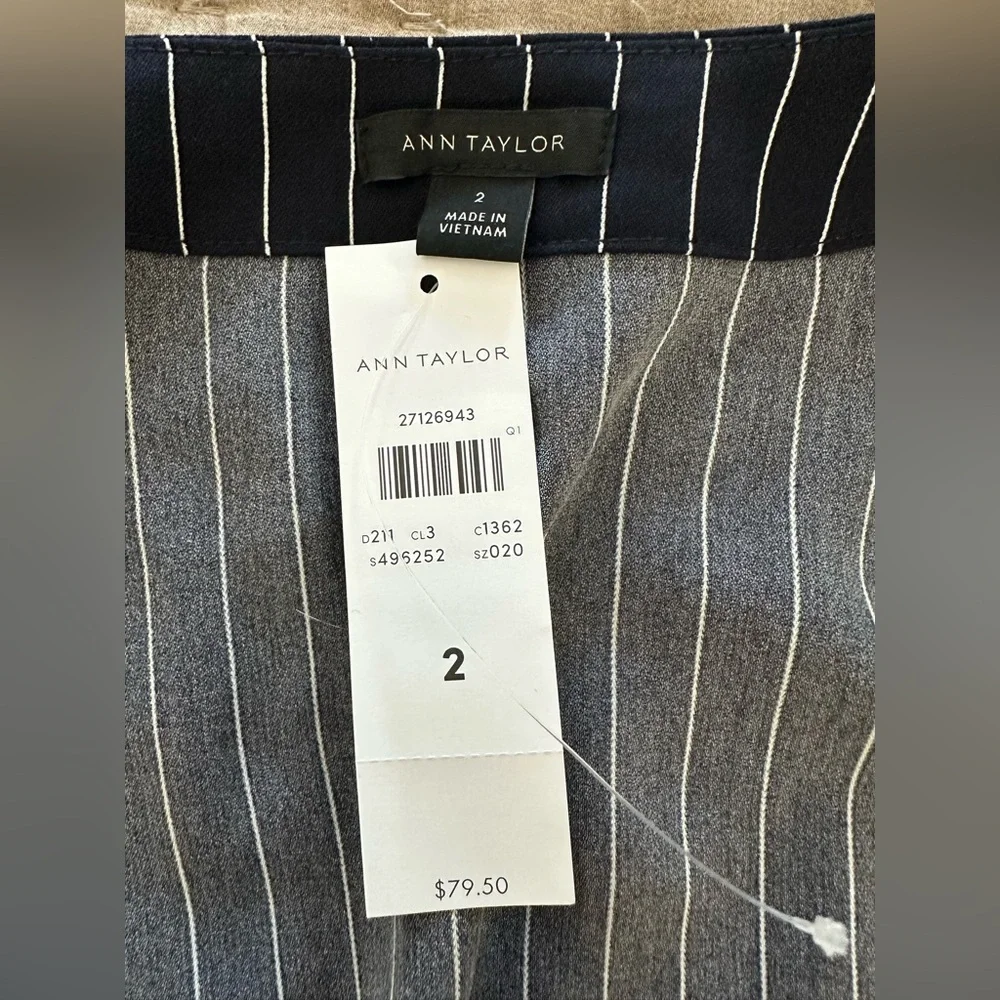 ANN TAYLOR
2
MADE IN
VIETNAM
ANN TAYLOR
27126943
Q1
D211 CL3 C1362
S496252 SZ020
2
$79.50